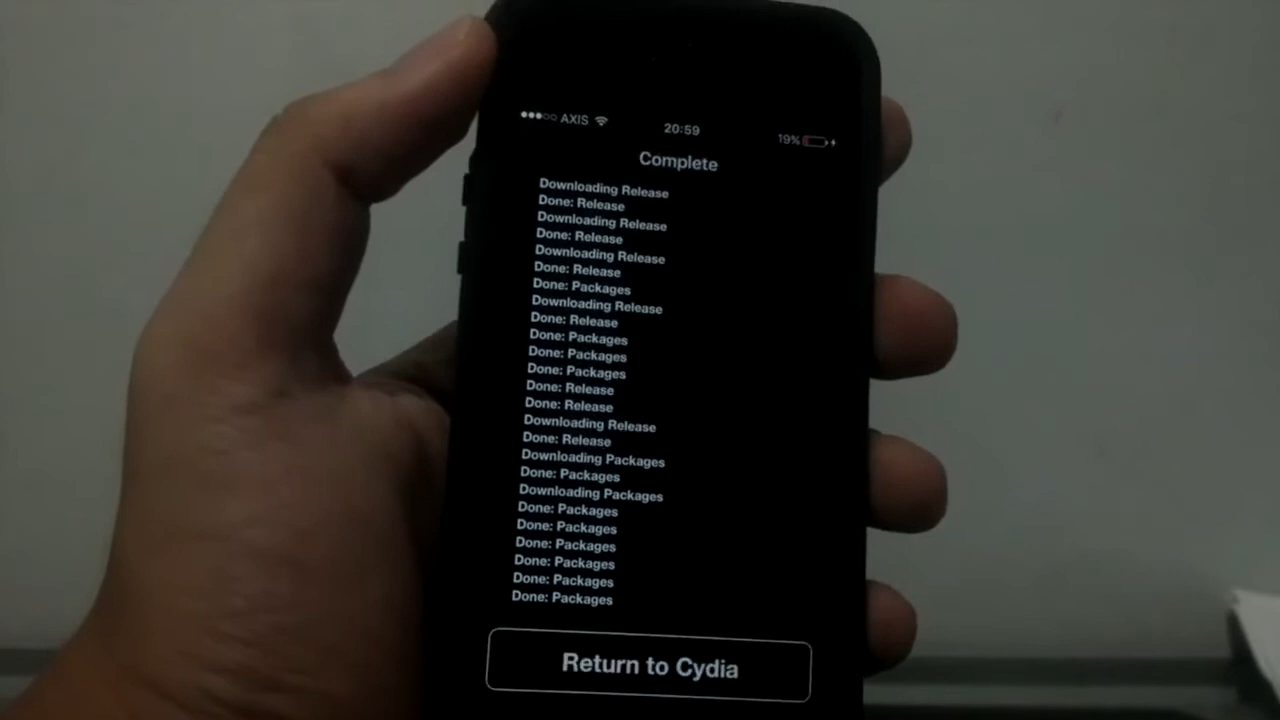 AXIS
20:59
19%
Complete
Downloading Release
Done: Release
Downloading Release
Done: Release
Downloading Release
Done: Release
Done: Packages
Downloading Release
Done: Release
Done: Packages
Done: Packages
Done: Packages
Done: Release
Done: Release
Downloading Release
Done: Release
Downloading Packages
Done: Packages
Downloading Packages
Done: Packages
Done: Packages
Done: Packages
Done: Packages
Done: Packages
Done: Packages
Return to Cydia